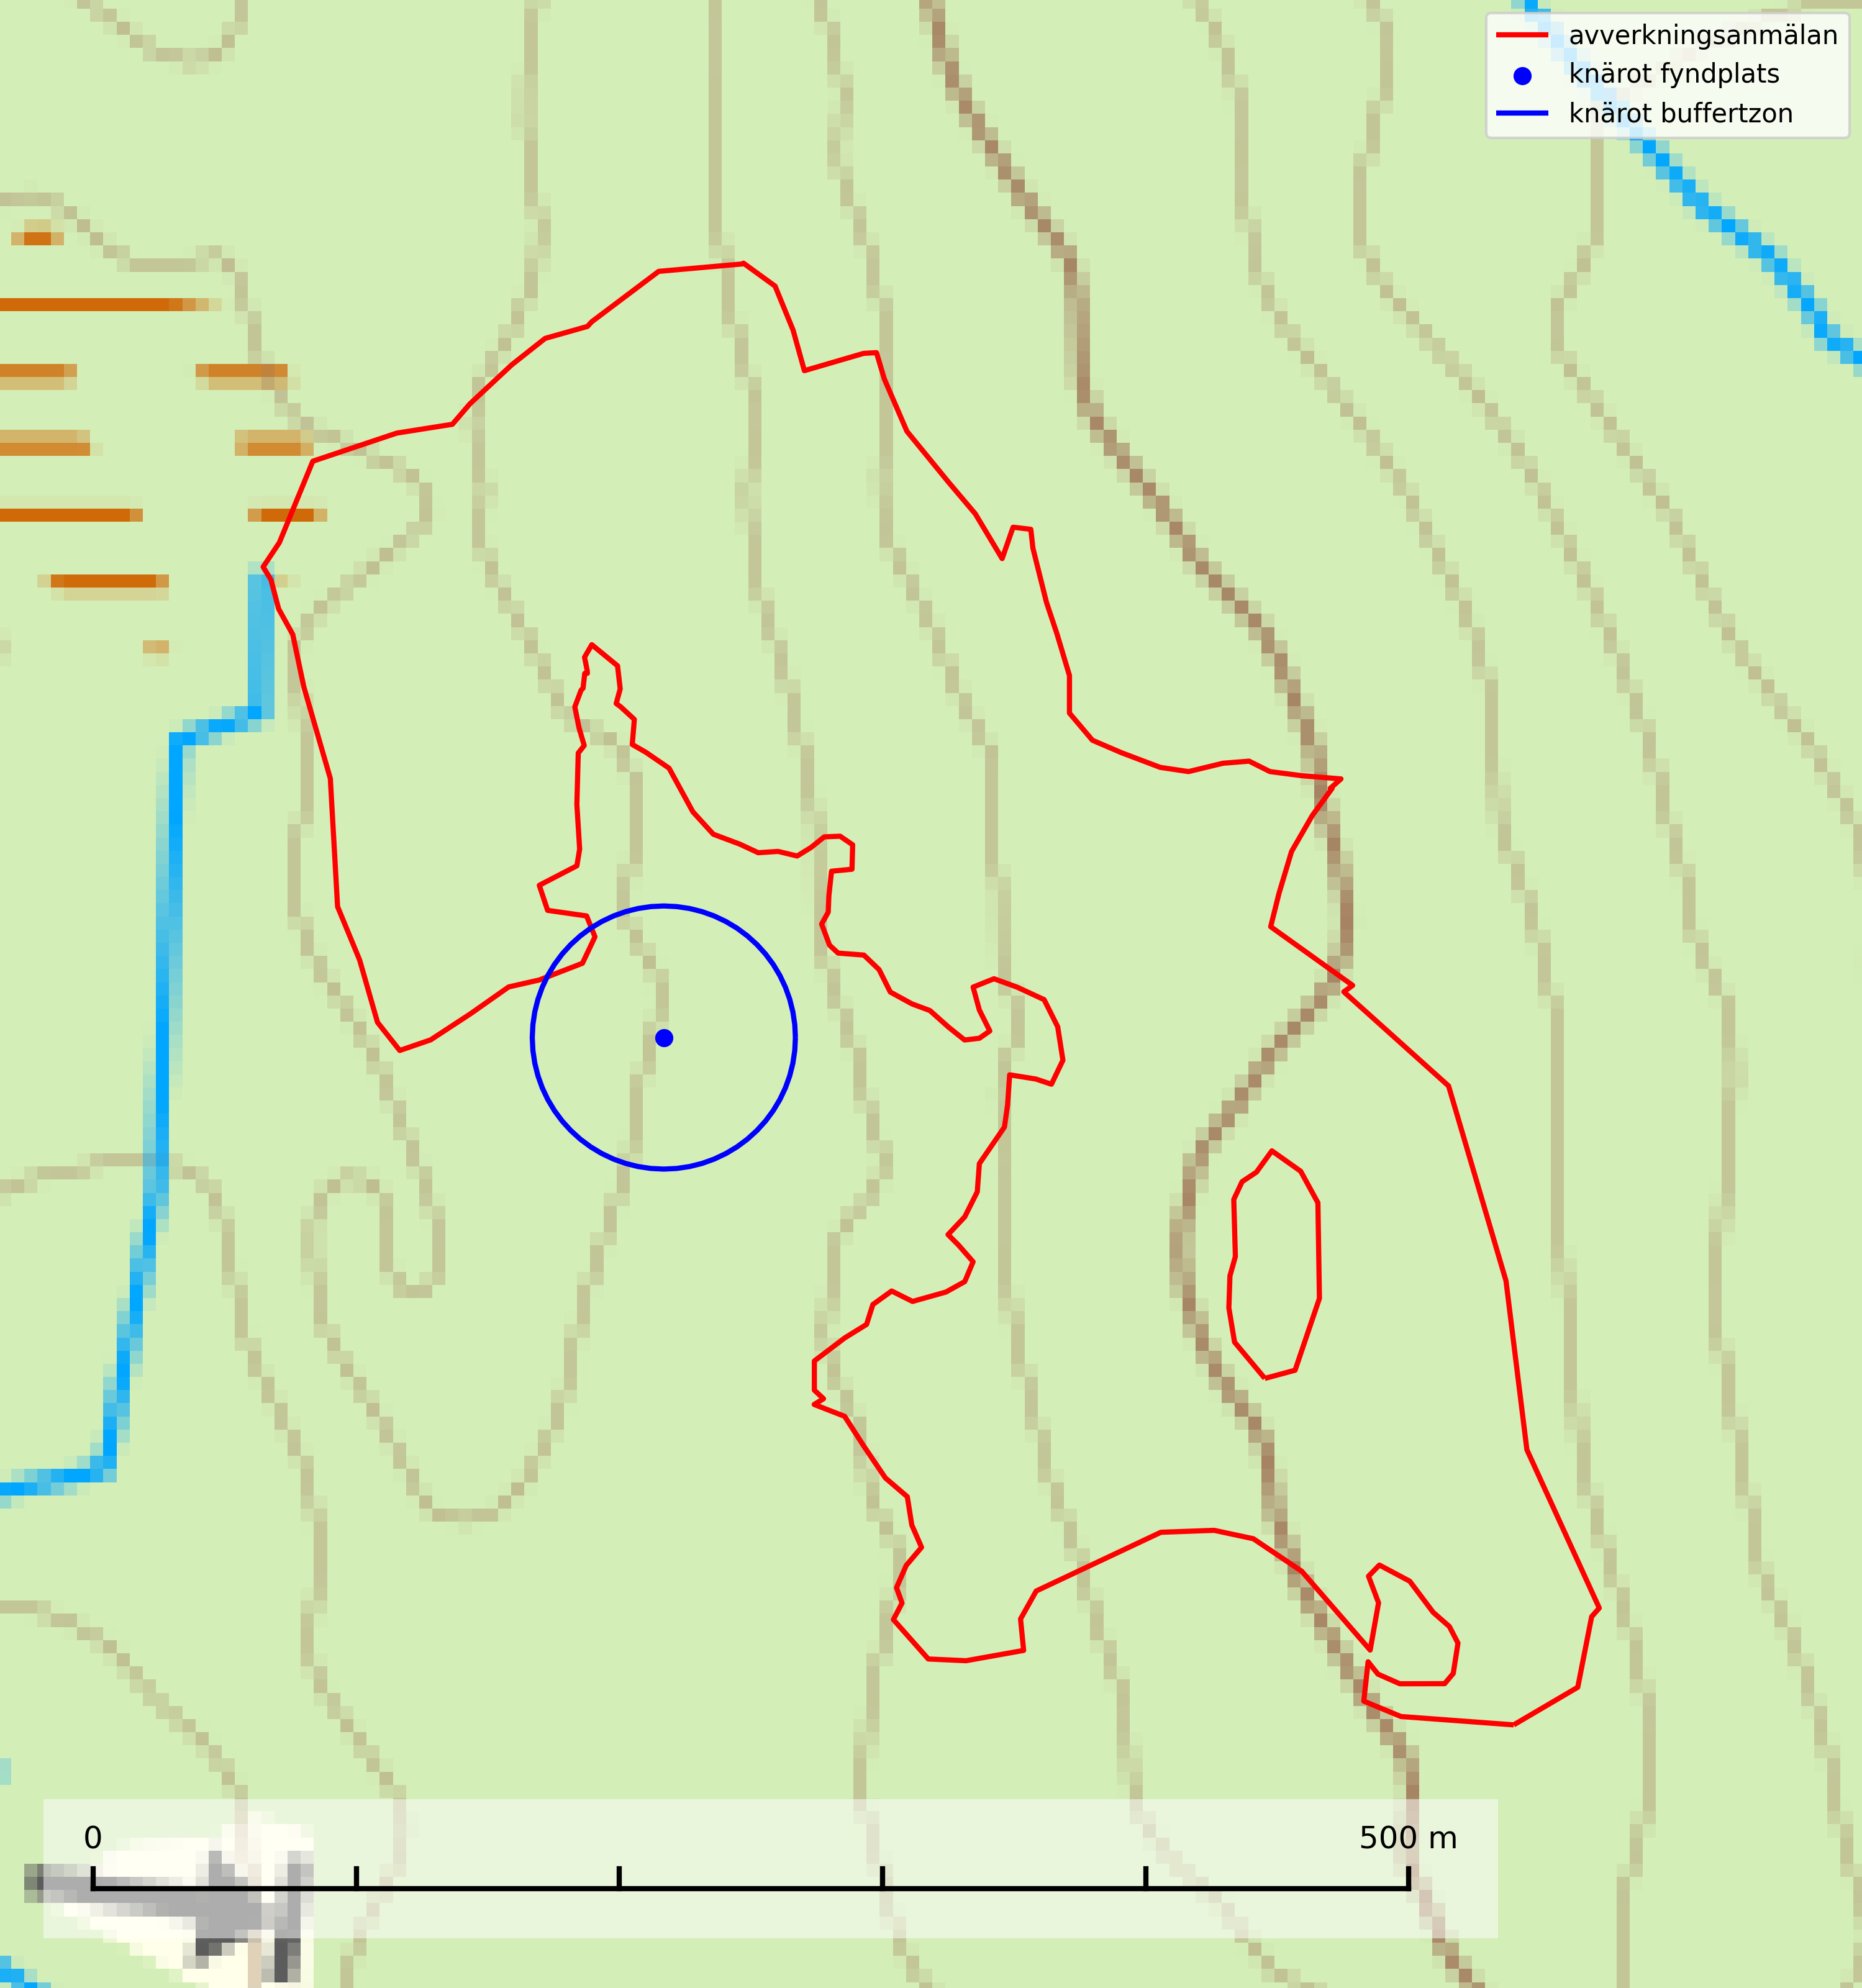 avverkningsanmälan
knärot fyndplats
knärot buffertzon
0 500 m